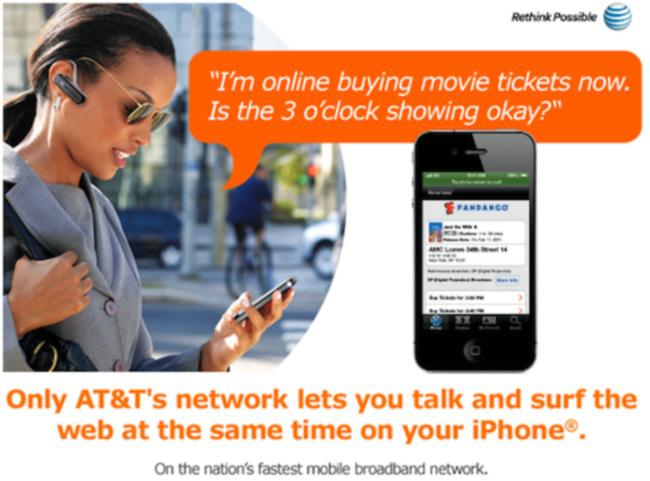 Rethink Possible
"I'm online buying movie tickets now.
Is the 3 o'clock showing okay?"
FANDANGO
AMC Loews 34th Street 14
More Info
Only AT&T's network lets you talk and surf the
web at the same time on your iPhone®.
On the nation's fastest mobile broadband network.